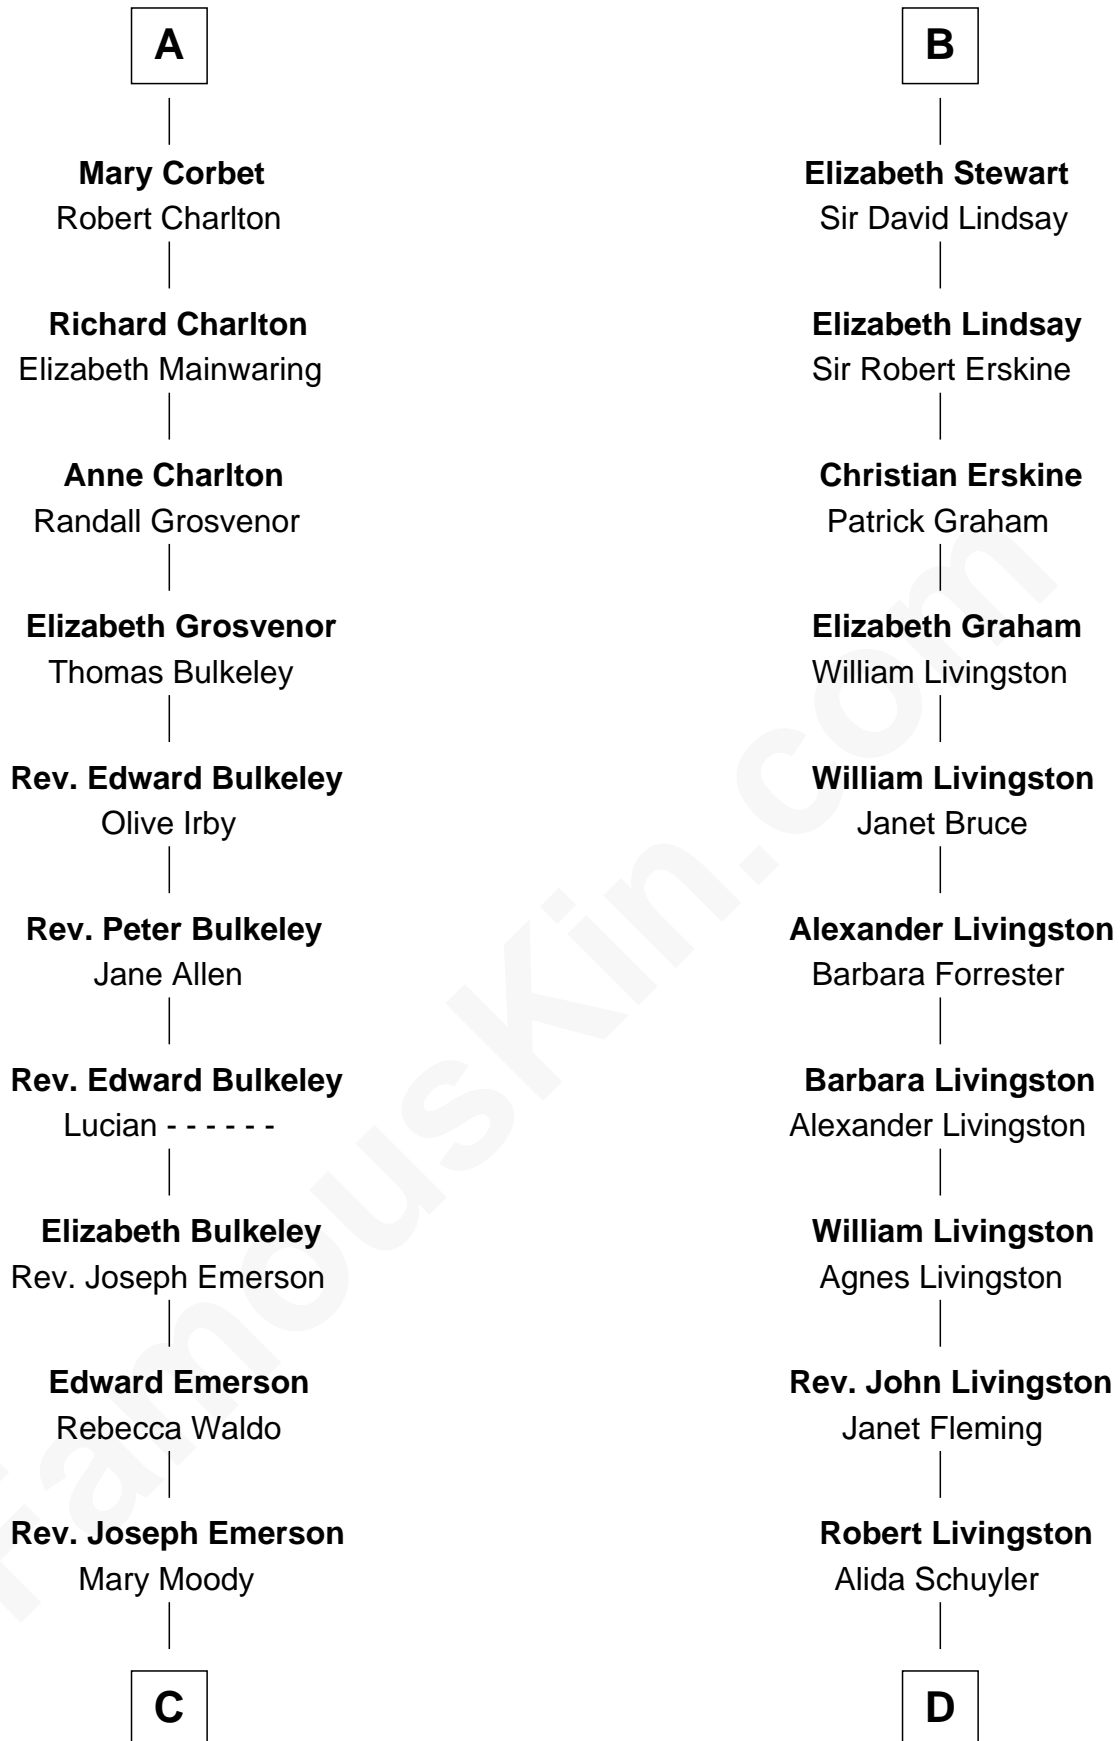 A
Mary Corbet
Robert Charlton
Richard Charlton
Elizabeth Mainwaring
Anne Charlton
Randall Grosvenor
Elizabeth Grosvenor
Thomas Bulkeley
Rev. Edward Bulkeley
Olive Irby
Rev. Peter Bulkeley
Jane Allen
Rev. Edward Bulkeley
Lucian - - - - - -
Elizabeth Bulkeley
Rev. Joseph Emerson
Edward Emerson
Rebecca Waldo
Rev. Joseph Emerson
Mary Moody
C
B
Elizabeth Stewart
Sir David Lindsay
Elizabeth Lindsay
Sir Robert Erskine
Christian Erskine
Patrick Graham
Elizabeth Graham
William Livingston
William Livingston
Janet Bruce
Alexander Livingston
Barbara Forrester
Barbara Livingston
Alexander Livingston
William Livingston
Agnes Livingston
Rev. John Livingston
Janet Fleming
Robert Livingston
Alida Schuyler
D
FamousKin.com